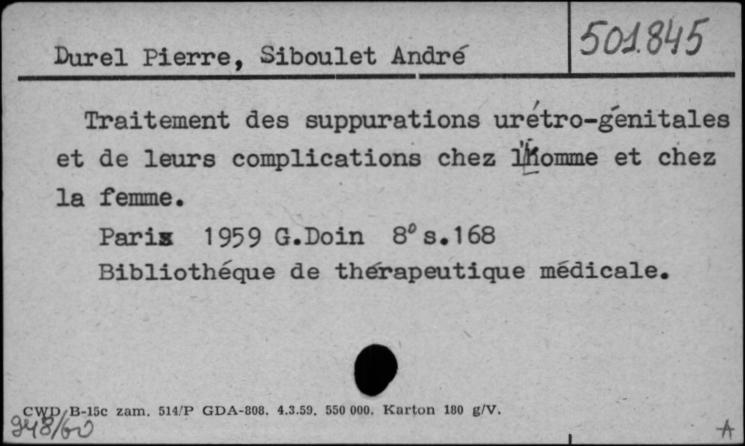 Durel Pierre, Siboulet André
501.845
Traitement des suppurations urétro-génitales
et de leurs complications chez l'homme et chez
la femme.
Paris 1959 G.Doin 8° s.168
Bibliothéque de thérapeutique médicale.
CWD B-15c zam. 514/P GDA-808. 4.3.59. 550 000. Karton 180 g/V.
948/60
A